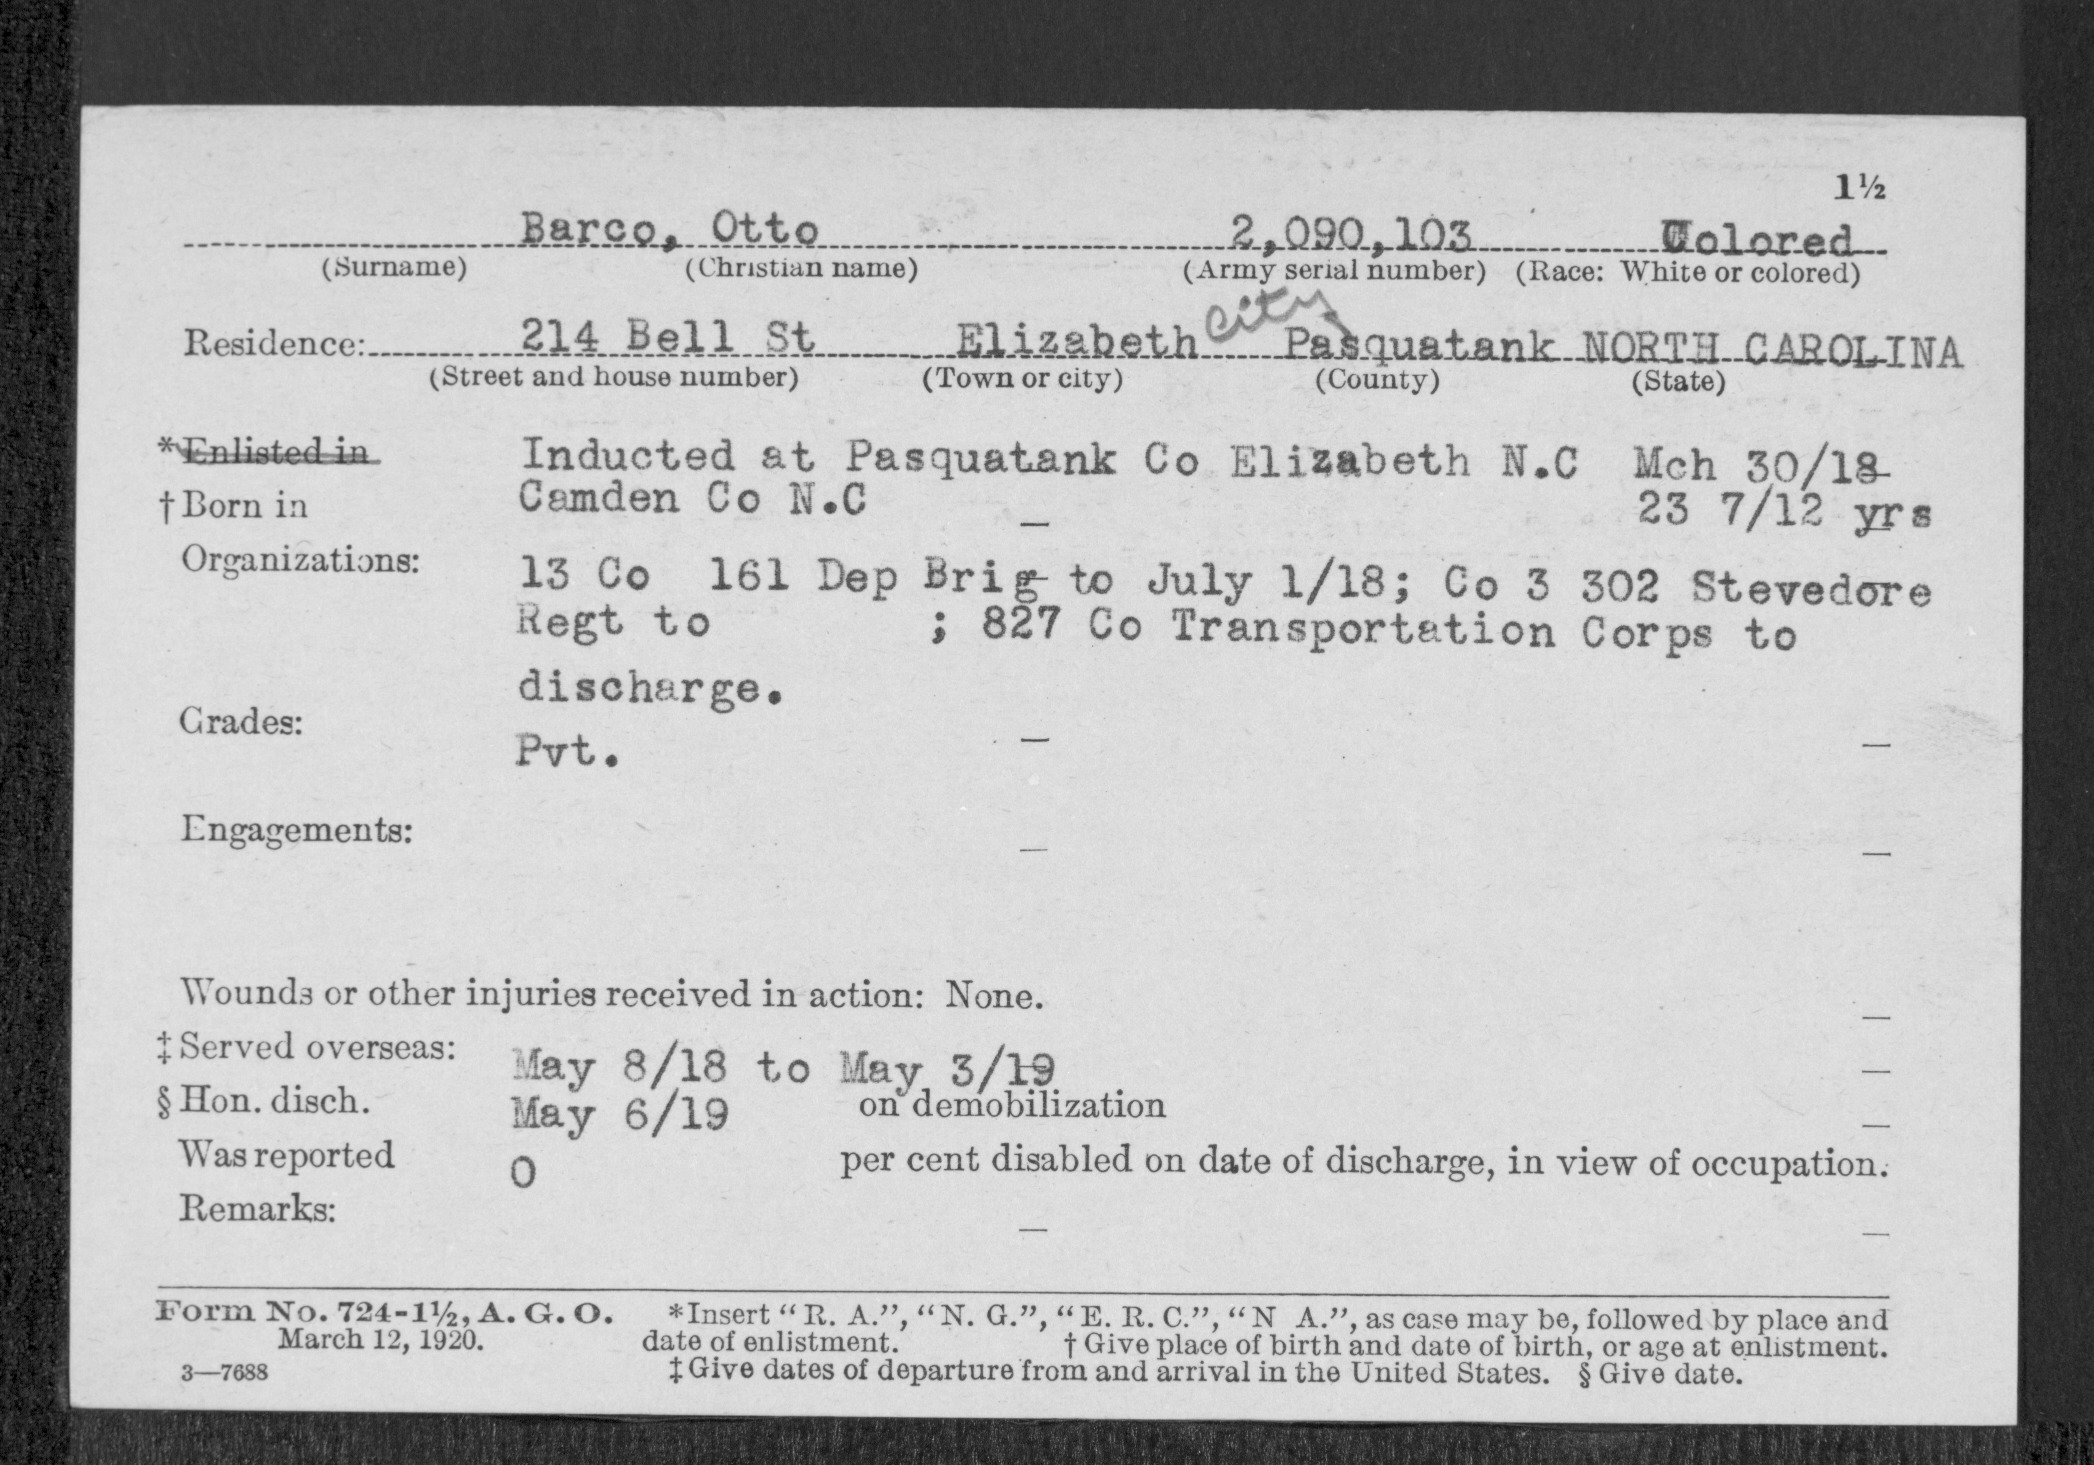 1½
Barco, Otto 2,090,103 Colored
(Surname) (Christian name) (Army serial number) (Race: White or colored)
Residence: 214 Bell St Elizabeth city Pasquatank NORTH CAROLINA
(Street and house number) (Town or city) (County) (State)
*Enlisted in Inducted at Pasquatank Co Elizabeth N.C Mch 30/18
†Born in Camden Co N.C 23 7/12 yrs
Organizations: 13 Co 161 Dep Brig to July 1/18; Co 3 302 Stevedore
Regt to ; 827 Co Transportation Corps to
discharge.
Grades: Pvt.
Engagements:
Wounds or other injuries received in action: None.
‡Served overseas: May 8/18 to May 3/19
§Hon. disch. May 6/19 on demobilization
Was reported 0 per cent disabled on date of discharge, in view of occupation.
Remarks:
Form No. 724-1½, A. G. O. *Insert "R. A.", "N. G.", "E. R. C.", "N A.", as case may be, followed by place and
March 12, 1920. date of enlistment. †Give place of birth and date of birth, or age at enlistment.
3—7688 ‡Give dates of departure from and arrival in the United States. §Give date.